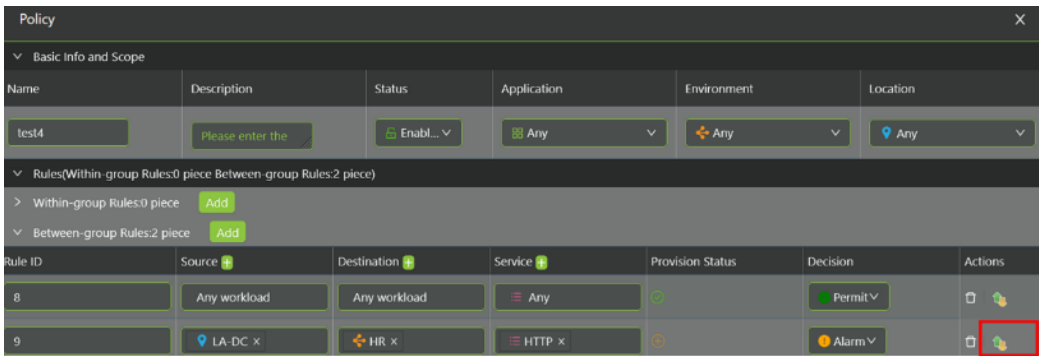 Policy
Basic Info and Scope
Name Description Status Application Environment Location
test4 Please enter the Enabl... Any Any Any
Rules(Within-group Rules:0 piece Between-group Rules:2 piece)
Within-group Rules:0 piece Add
Between-group Rules:2 piece Add
Rule ID Source Destination Service Provision Status Decision Actions
8 Any workload Any workload Any Permit
9 LA-DC × HR × HTTP × Alarm